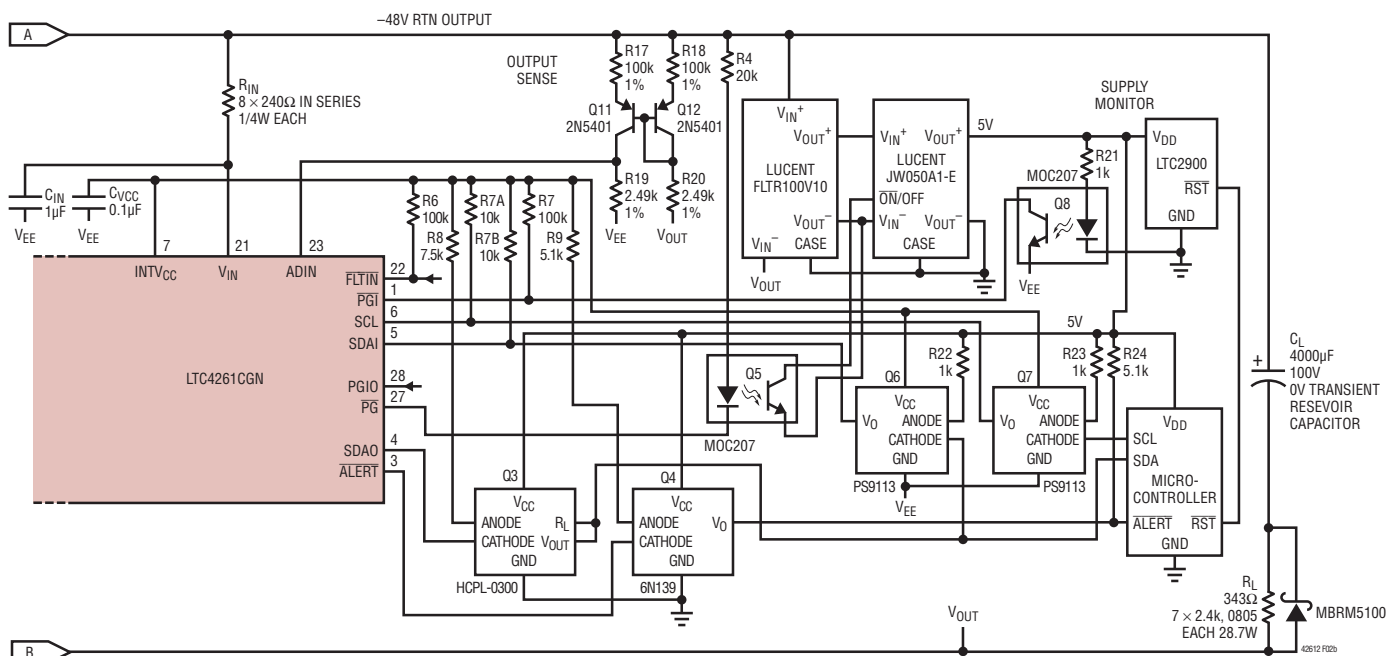 A
–48V RTN OUTPUT
RIN
8 × 240Ω IN SERIES
1/4W EACH
OUTPUT
SENSE
R17
100k
1%
R18
100k
1%
R4
20k
Q11
2N5401
Q12
2N5401
R19
2.49k
1%
R20
2.49k
1%
VEE
VOUT
CIN
1µF
VEE
CVCC
0.1µF
VEE
R6
100k
R8
7.5k
R7A
10k
R7B
10k
R7
100k
R9
5.1k
VIN+
VOUT+
LUCENT
FLTR100V10
VOUT–
VIN–
CASE
VOUT
VIN+
VOUT+
LUCENT
JW050A1-E
ON/OFF
VIN–
VOUT–
CASE
5V
SUPPLY
MONITOR
VDD
LTC2900
RST
GND
R21
1k
MOC207
Q8
VEE
7
21
23
INTVCC
VIN
ADIN
LTC4261CGN
22
FLTIN
1
PGI
6
SCL
5
SDAI
28
PGIO
27
PG
4
SDAO
3
ALERT
Q5
MOC207
Q3
VCC
ANODE
RL
CATHODE
VOUT
GND
HCPL-0300
Q4
VCC
ANODE
VO
CATHODE
GND
6N139
5V
R22
1k
R23
1k
R24
5.1k
Q6
VCC
VO
ANODE
CATHODE
GND
PS9113
Q7
VCC
VO
ANODE
CATHODE
GND
PS9113
VEE
VDD
SCL
SDA
MICRO-
CONTROLLER
ALERT
RST
GND
+
CL
4000µF
100V
0V TRANSIENT
RESEVOIR
CAPACITOR
RL
343Ω
7 × 2.4k, 0805
EACH 28.7W
MBRM5100
VOUT
B
42612 F02b